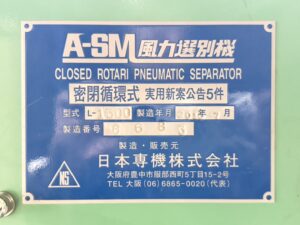 A-SM 風力選別機
CLOSED ROTARI PNEUMATIC SEPARATOR
密閉循環式 実用新案公告5件
型式 L- 製造年月 年 月
製造番号
製造・販売元
日本専機株式会社
大阪府豊中市服部西町5丁目15-2号
TEL 大阪(06)6865-0020(代表)
NS